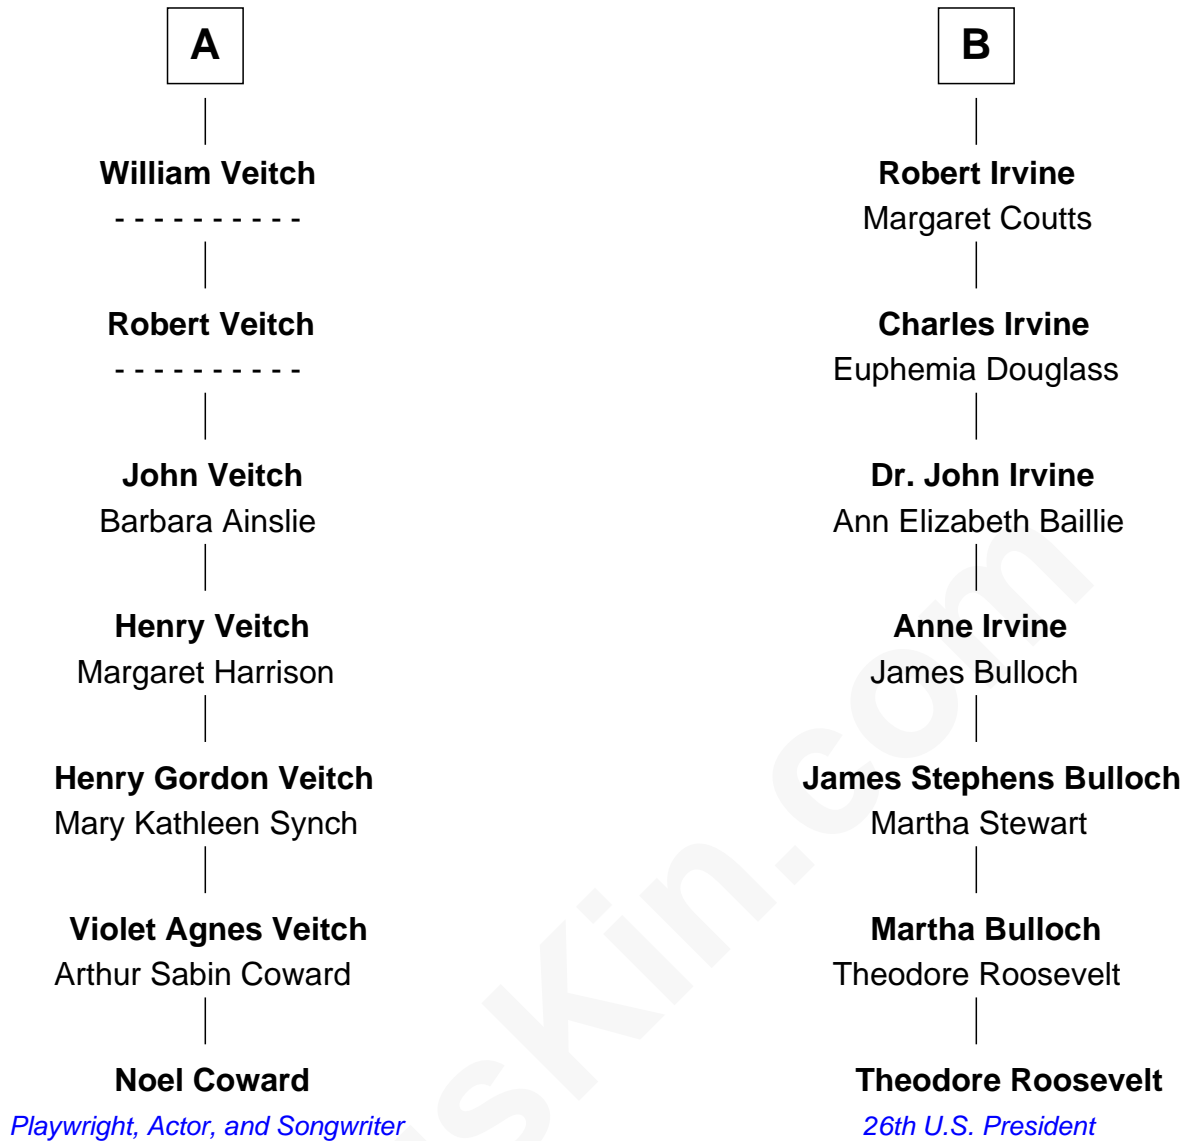 A
William Veitch
- - - - - - - - - -
Robert Veitch
- - - - - - - - - -
John Veitch
Barbara Ainslie
Henry Veitch
Margaret Harrison
Henry Gordon Veitch
Mary Kathleen Synch
Violet Agnes Veitch
Arthur Sabin Coward
Noel Coward
Playwright, Actor, and Songwriter
B
Robert Irvine
Margaret Coutts
Charles Irvine
Euphemia Douglass
Dr. John Irvine
Ann Elizabeth Baillie
Anne Irvine
James Bulloch
James Stephens Bulloch
Martha Stewart
Martha Bulloch
Theodore Roosevelt
Theodore Roosevelt
26th U.S. President
sKin.com